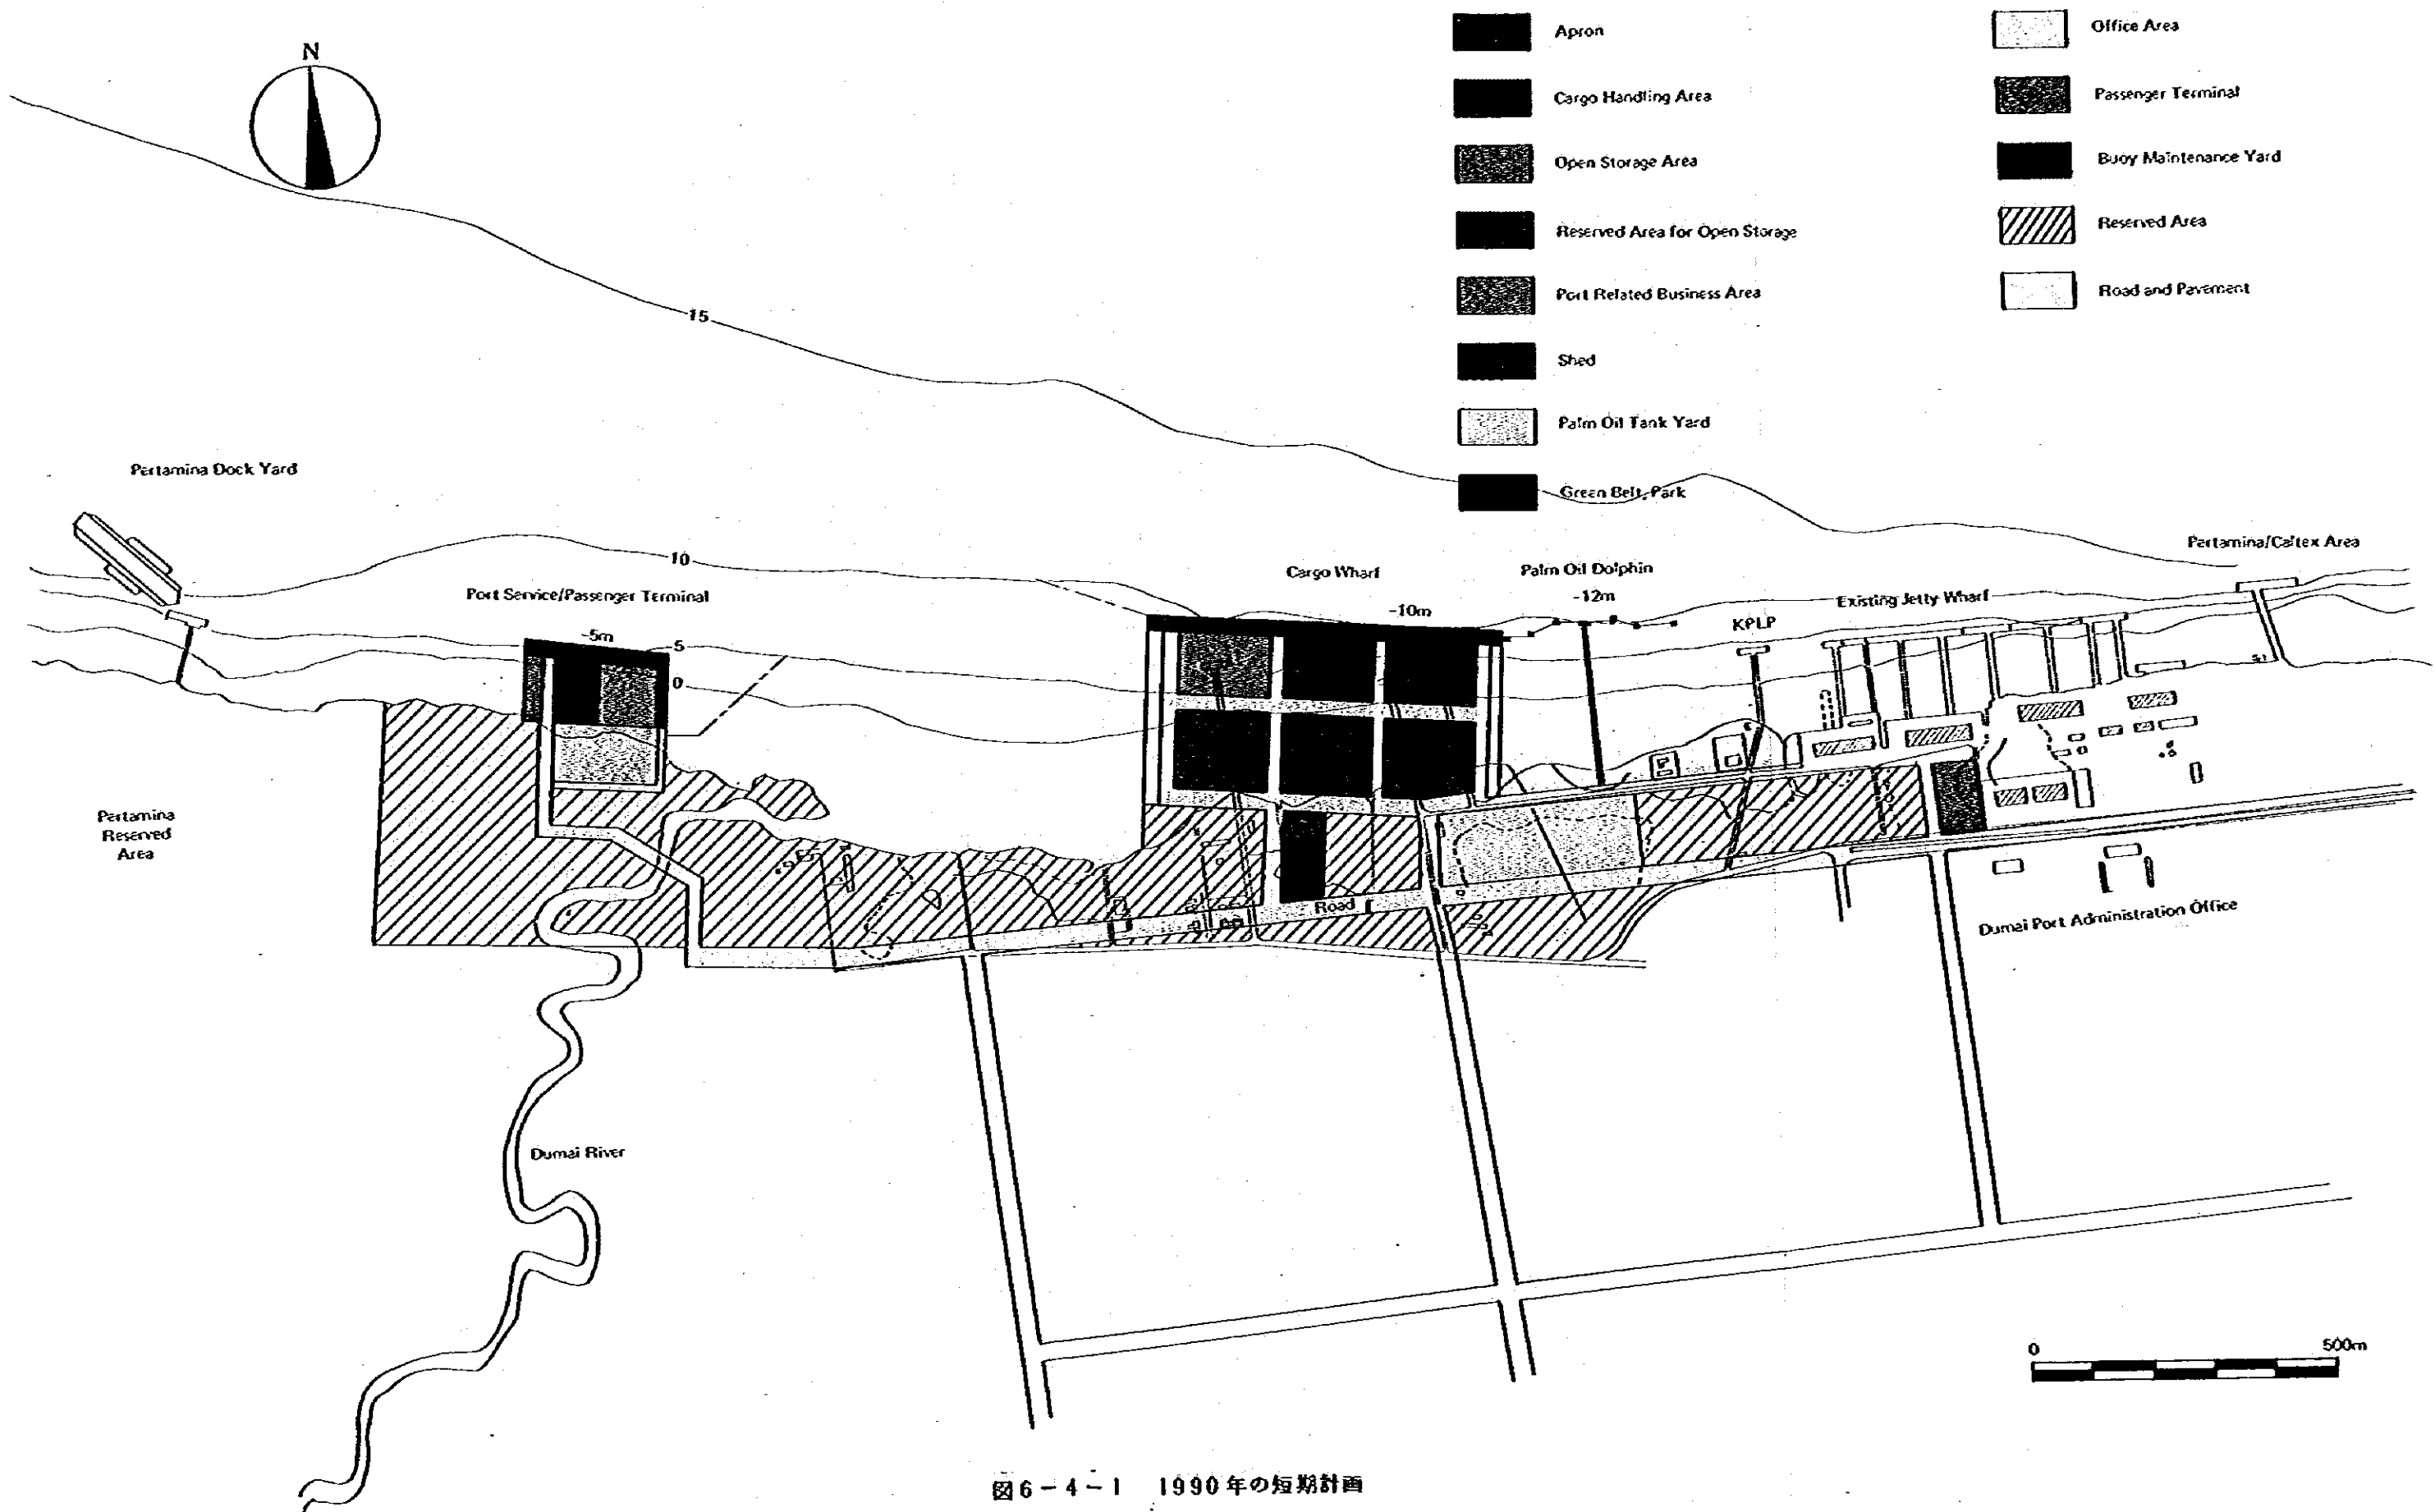 N
Apron
Cargo Handling Area
Open Storage Area
Reserved Area for Open Storage
Port Related Business Area
Shed
Palm Oil Tank Yard
Green Belt, Park
Office Area
Passenger Terminal
Buoy Maintenance Yard
Reserved Area
Road and Pavement
15
Pertamina Dock Yard
10
Port Service/Passenger Terminal
-5m
5
0
Cargo Wharf
-10m
Palm Oil Dolphin
-12m
KPLP
Existing Jetty Wharf
Pertamina/Caltex Area
Pertamina
Reserved
Area
Road
Dumai Port Administration Office
Dumai River
0 500m
図6-4-1 1990年の短期計画